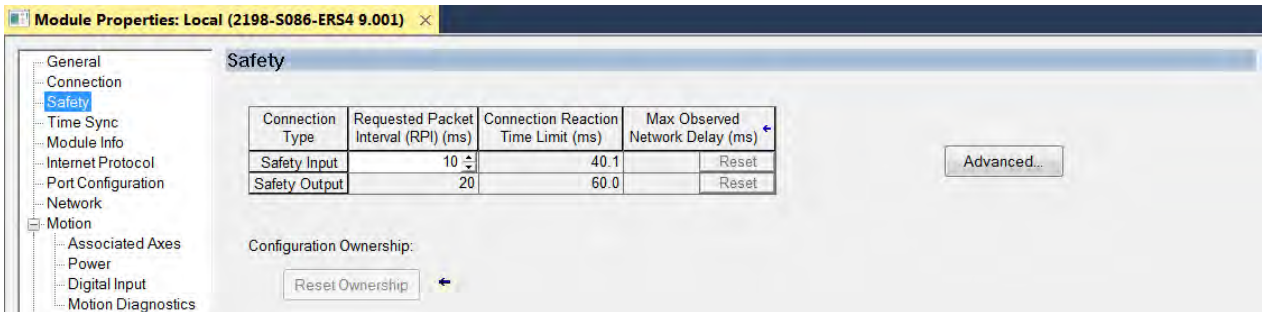 Module Properties: Local (2198-S086-ERS4 9.001) ×
General
Connection
Safety
Time Sync
Module Info
Internet Protocol
Port Configuration
Network
Motion
Associated Axes
Power
Digital Input
Motion Diagnostics
Safety
Connection Type Requested Packet Interval (RPI) (ms) Connection Reaction Time Limit (ms) Max Observed Network Delay (ms)
Safety Input 10 40.1 Reset
Safety Output 20 60.0 Reset
Advanced...
Configuration Ownership:
Reset Ownership